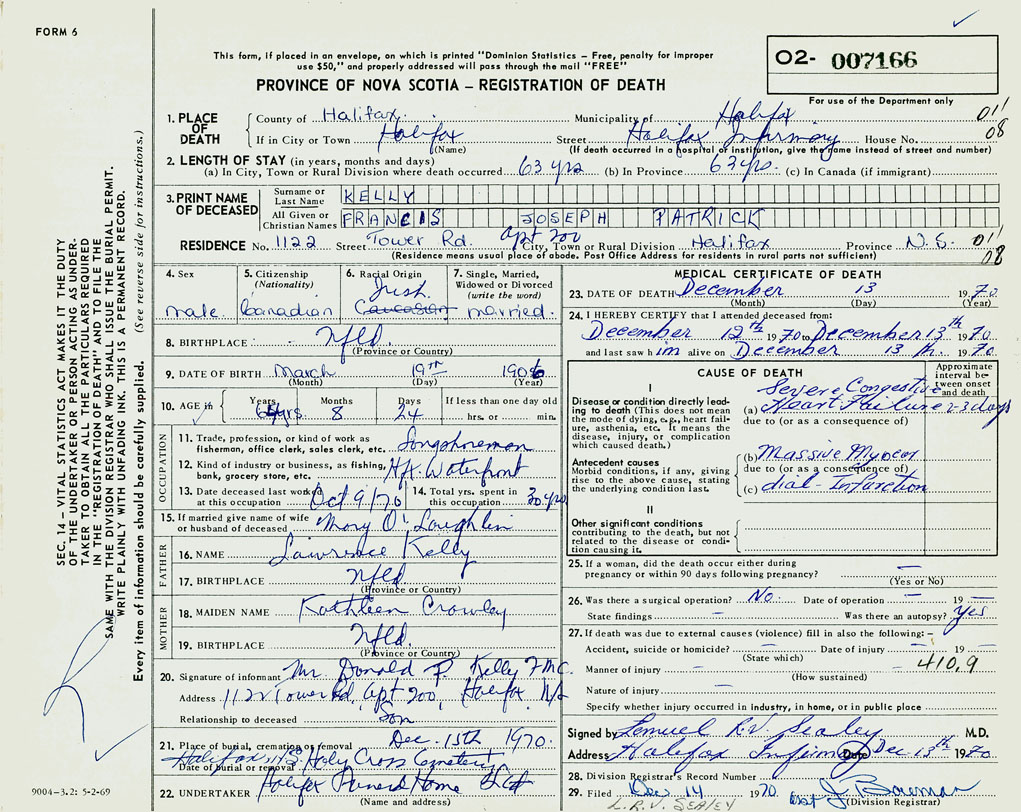 FORM 6
This form, if placed in an envelope, on which is printed "Dominion Statistics – Free, penalty for improper
use $50," and properly addressed will pass through the mail "FREE"
PROVINCE OF NOVA SCOTIA – REGISTRATION OF DEATH
O2- 007166
For use of the Department only
1. PLACE OF DEATH
County of Halifax
Municipality of Halifax
01'
08
If in City or Town Halifax Street Halifax Infirmary House No.
(Name) (If death occurred in a hospital or institution, give the name instead of street and number)
2. LENGTH OF STAY (in years, months and days)
(a) In City, Town or Rural Division where death occurred 63 yrs (b) In Province 63 yrs. (c) In Canada (if immigrant)
3. PRINT NAME OF DECEASED
Surname or Last Name KELLY
All Given or Christian Names FRANCIS JOSEPH PATRICK
RESIDENCE No. 1122 Street Tower Rd. Apt 200 City, Town or Rural Division Halifax Province N.S. 01'
08
(Residence means usual place of abode. Post Office Address for residents in rural parts not sufficient)
4. Sex
male
5. Citizenship
(Nationality)
Canadian
6. Racial Origin
Irish
Caucasian
7. Single, Married,
Widowed or Divorced
(write the word)
married.
8. BIRTHPLACE Nfld
(Province or Country)
9. DATE OF BIRTH March 19th 1906
(Month) (Day) (Year)
10. AGE in
Years Months Days If less than one day old
64 yrs 8 24 hrs. or min.
OCCUPATION
11. Trade, profession, or kind of work as
fisherman, office clerk, sales clerk, etc. Longshoreman
12. Kind of industry or business, as fishing,
bank, grocery store, etc. Hfx. Waterfront
13. Date deceased last worked
at this occupation Oct 9/70
14. Total yrs. spent in
this occupation 30 yrs
15. If married give name of wife
or husband of deceased Mary O'Loughlin
FATHER
16. NAME Lawrence Kelly
17. BIRTHPLACE Nfld.
(Province or Country)
MOTHER
18. MAIDEN NAME Kathleen Crowley
19. BIRTHPLACE Nfld.
(Province or Country)
20. Signature of informant Mr. Donald P. Kelly
Address 1122 Tower Rd, Apt 200, Halifax N/S
Relationship to deceased Son
21. Place of burial, cremation or removal Dec. 15th 1970.
Halifax N/S. Holy Cross Cemetery
Date of burial or removal
22. UNDERTAKER Halifax Funeral Home Ltd
(Name and address)
MEDICAL CERTIFICATE OF DEATH
23. DATE OF DEATH December 13 1970
(Month) (Day) (Year)
24. I HEREBY CERTIFY that I attended deceased from:
December 12th 1970 to December 13th 1970
and last saw him alive on December 13th. 1970
CAUSE OF DEATH
Approximate
interval be-
tween onset
and death
I
Disease or condition directly lead-
ing to death (This does not mean
the mode of dying, e.g., heart fail-
ure, asthenia, etc. It means the
disease, injury, or complication
which caused death.)
Severe Congestive
(a) Heart Failure 2-3 days
due to (or as a consequence of)
Antecedent causes
Morbid conditions, if any, giving
rise to the above cause, stating
the underlying condition last.
(b) Massive Myocar
due to (or as a consequence of)
(c) dial-Infarction
II
Other significant conditions
contributing to the death, but not
related to the disease or condi-
tion causing it.
25. If a woman, did the death occur either during
pregnancy or within 90 days following pregnancy? –
(Yes or No)
26. Was there a surgical operation? No. Date of operation – 19 –
State findings – Was there an autopsy? Yes
27. If death was due to external causes (violence) fill in also the following: –
Accident, suicide or homicide? – Date of injury – 19 –
(State which)
Manner of injury – 410.9
(How sustained)
Nature of injury –
Specify whether injury occurred in industry, in home, or in public place
Signed by Lemuel R.V. Sealey M.D.
Address Halifax Infirm Date Dec 13th 1970
28. Division Registrar's Record Number
29. Filed Dec. 14 1970
L.R.V. SEALEY
(Division Registrar)
SEC. 14 – VITAL STATISTICS ACT MAKES IT THE DUTY
OF THE UNDERTAKER OR PERSON ACTING AS UNDER-
TAKER TO OBTAIN ALL THE PARTICULARS REQUIRED
IN THE "REGISTRATION OF DEATH" AND TO FILE THE
SAME WITH THE DIVISION REGISTRAR WHO SHALL ISSUE THE BURIAL PERMIT.
WRITE PLAINLY WITH UNFADING INK. THIS IS A PERMANENT RECORD.
Every item of information should be carefully supplied. (See reverse side for instructions.)
9004-3.2: 5-2-69